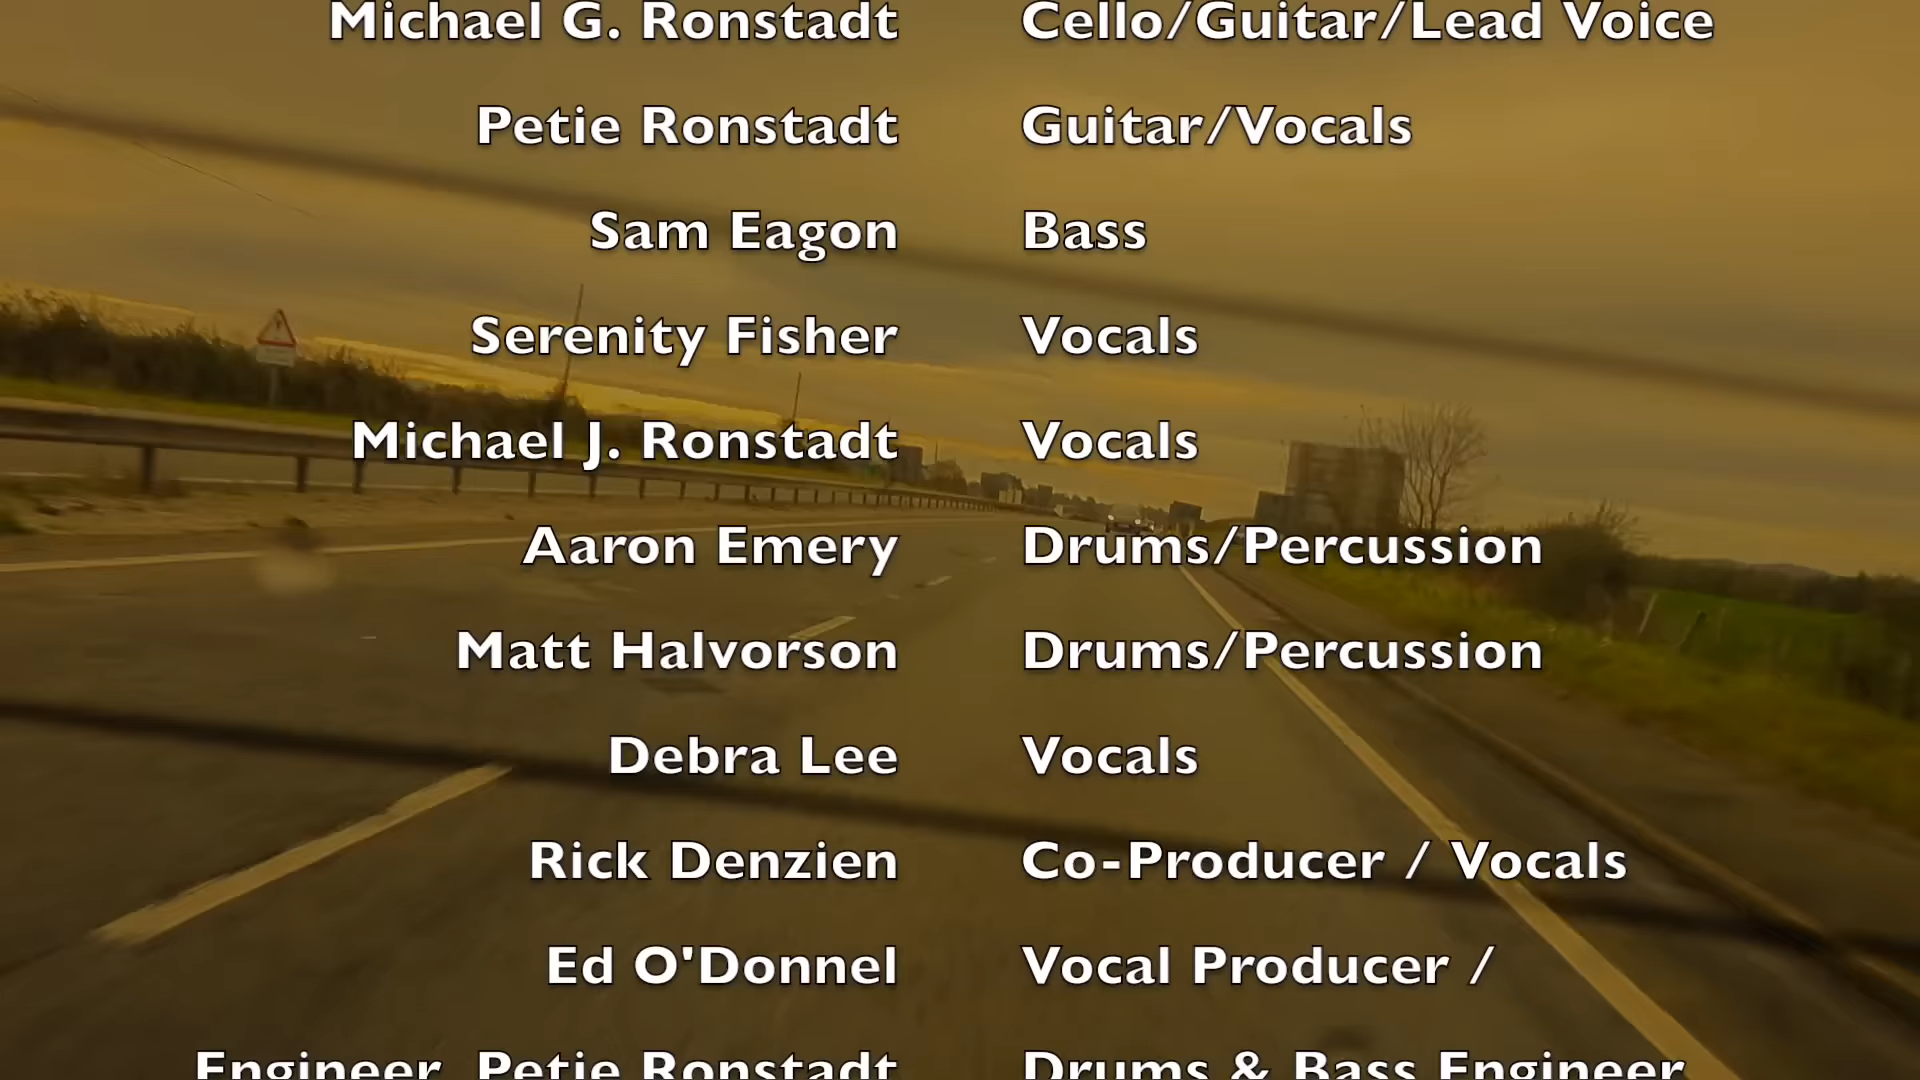 Michael G. Ronstadt Cello/Guitar/Lead Voice
Petie Ronstadt Guitar/Vocals
Sam Eagon Bass
Serenity Fisher Vocals
Michael J. Ronstadt Vocals
Aaron Emery Drums/Percussion
Matt Halvorson Drums/Percussion
Debra Lee Vocals
Rick Denzien Co-Producer / Vocals
Ed O'Donnel Vocal Producer /
Engineer Petie Ronstadt Drums & Bass Engineer